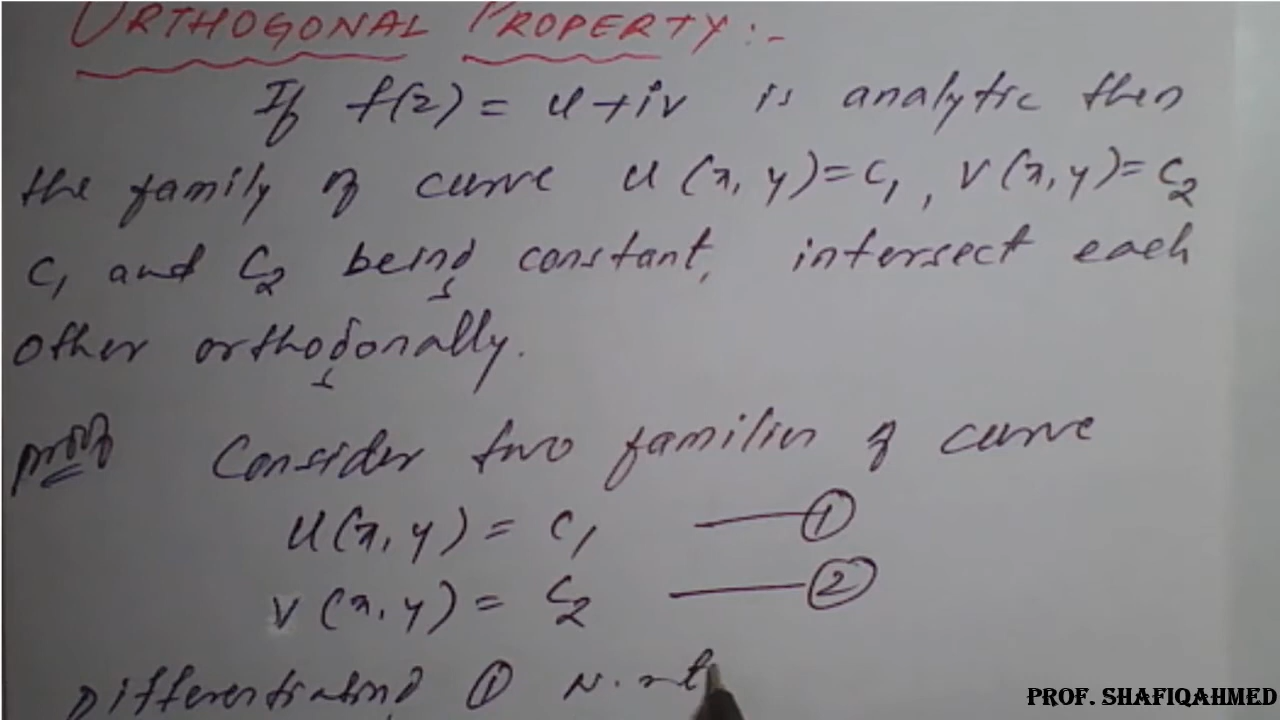 ORTHOGONAL PROPERTY:-
If f(z) = u+iv is analytic then
the family of curve u(x, y)=C₁, v(x, y)=C₂
C₁ and C₂ being constant, intersect each
other orthogonally.
proof Consider two families of curve
u(x, y) = C₁ —— ①
v(x, y) = C₂ —— ②
Differentiating ① w.rt
PROF. SHAFIQAHMED